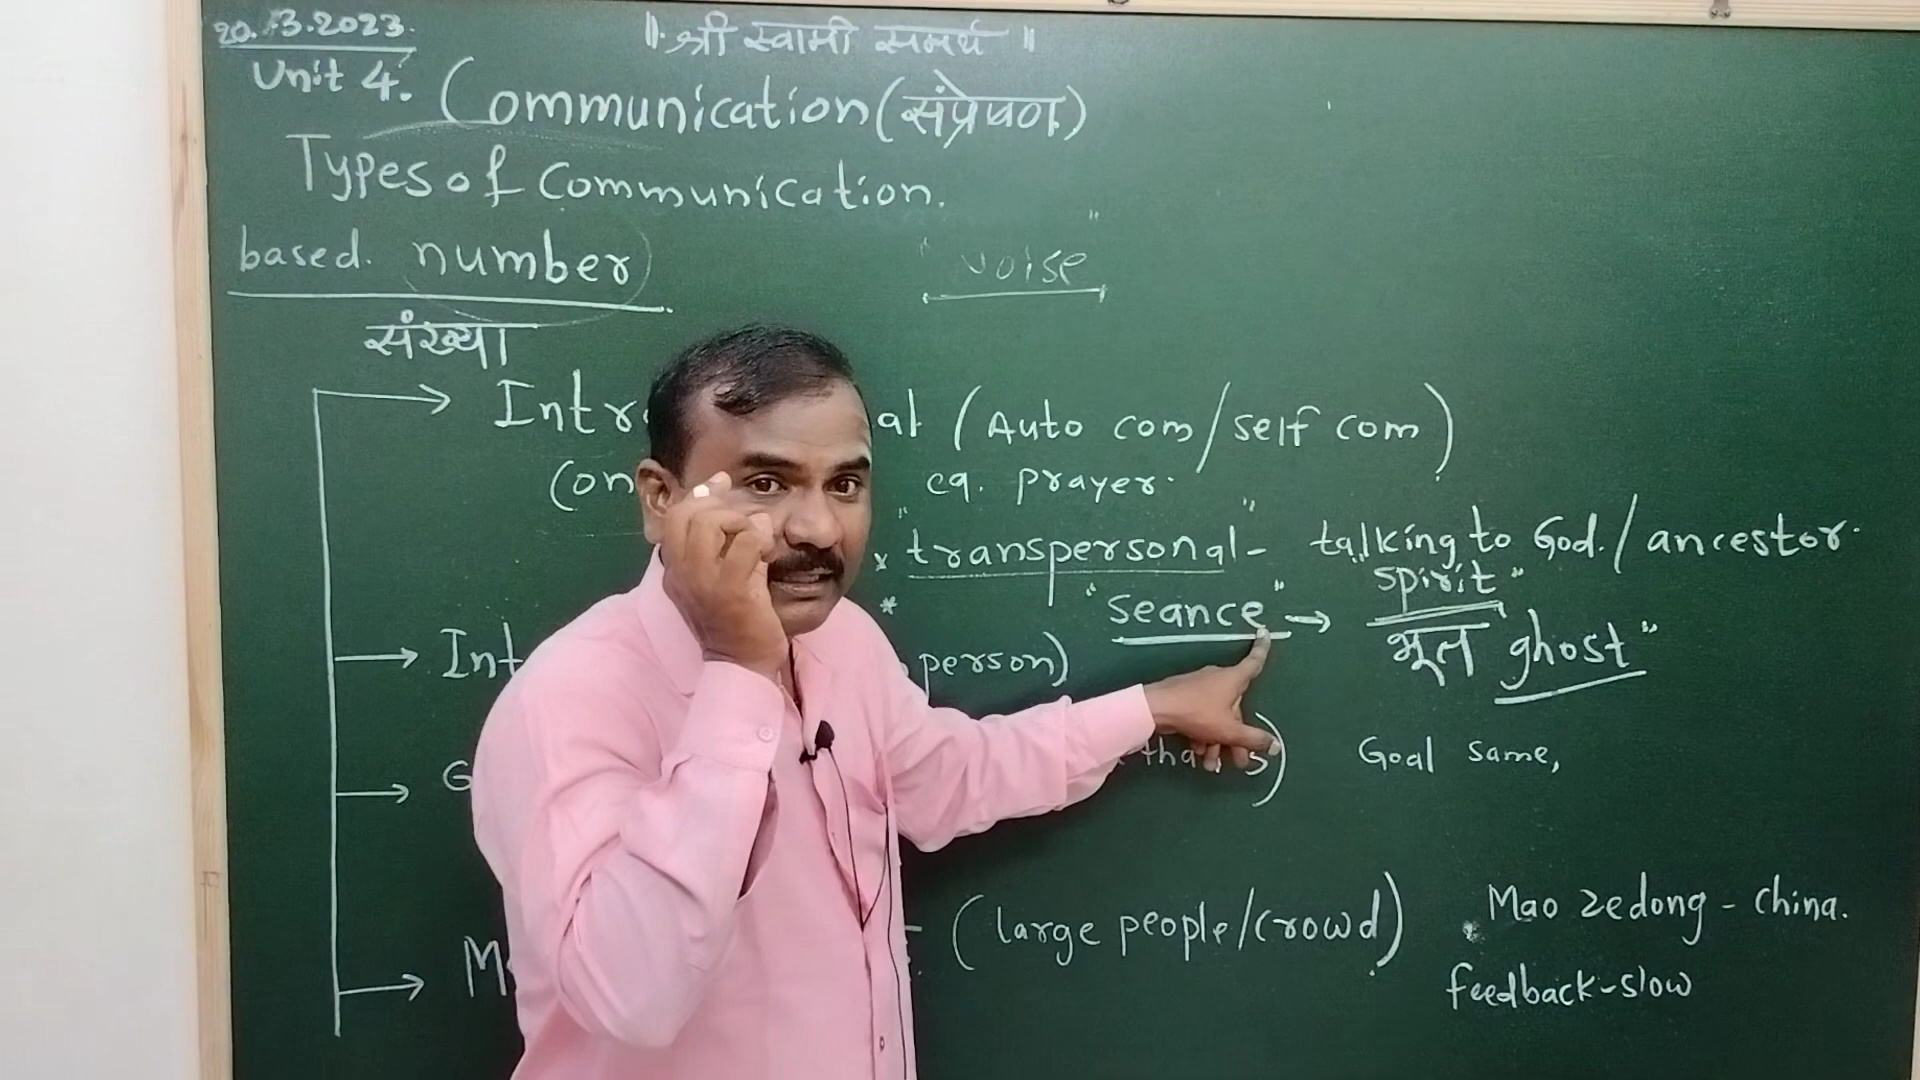 20.3.2023.
॥ श्री स्वामी समर्थ ॥
Unit 4. Communication (संप्रेषण)
Types of Communication.
based. number
"voise"
संख्या
Intr al (Auto com/self com)
(on eg. prayer.
* "transpersonal" - talking to God./ancestor.
* "seance" → "spirit"
भूत ghost"
Int person)
G than 5) Goal same,
M - (large people/crowd) Mao zedong - china.
feedback-slow